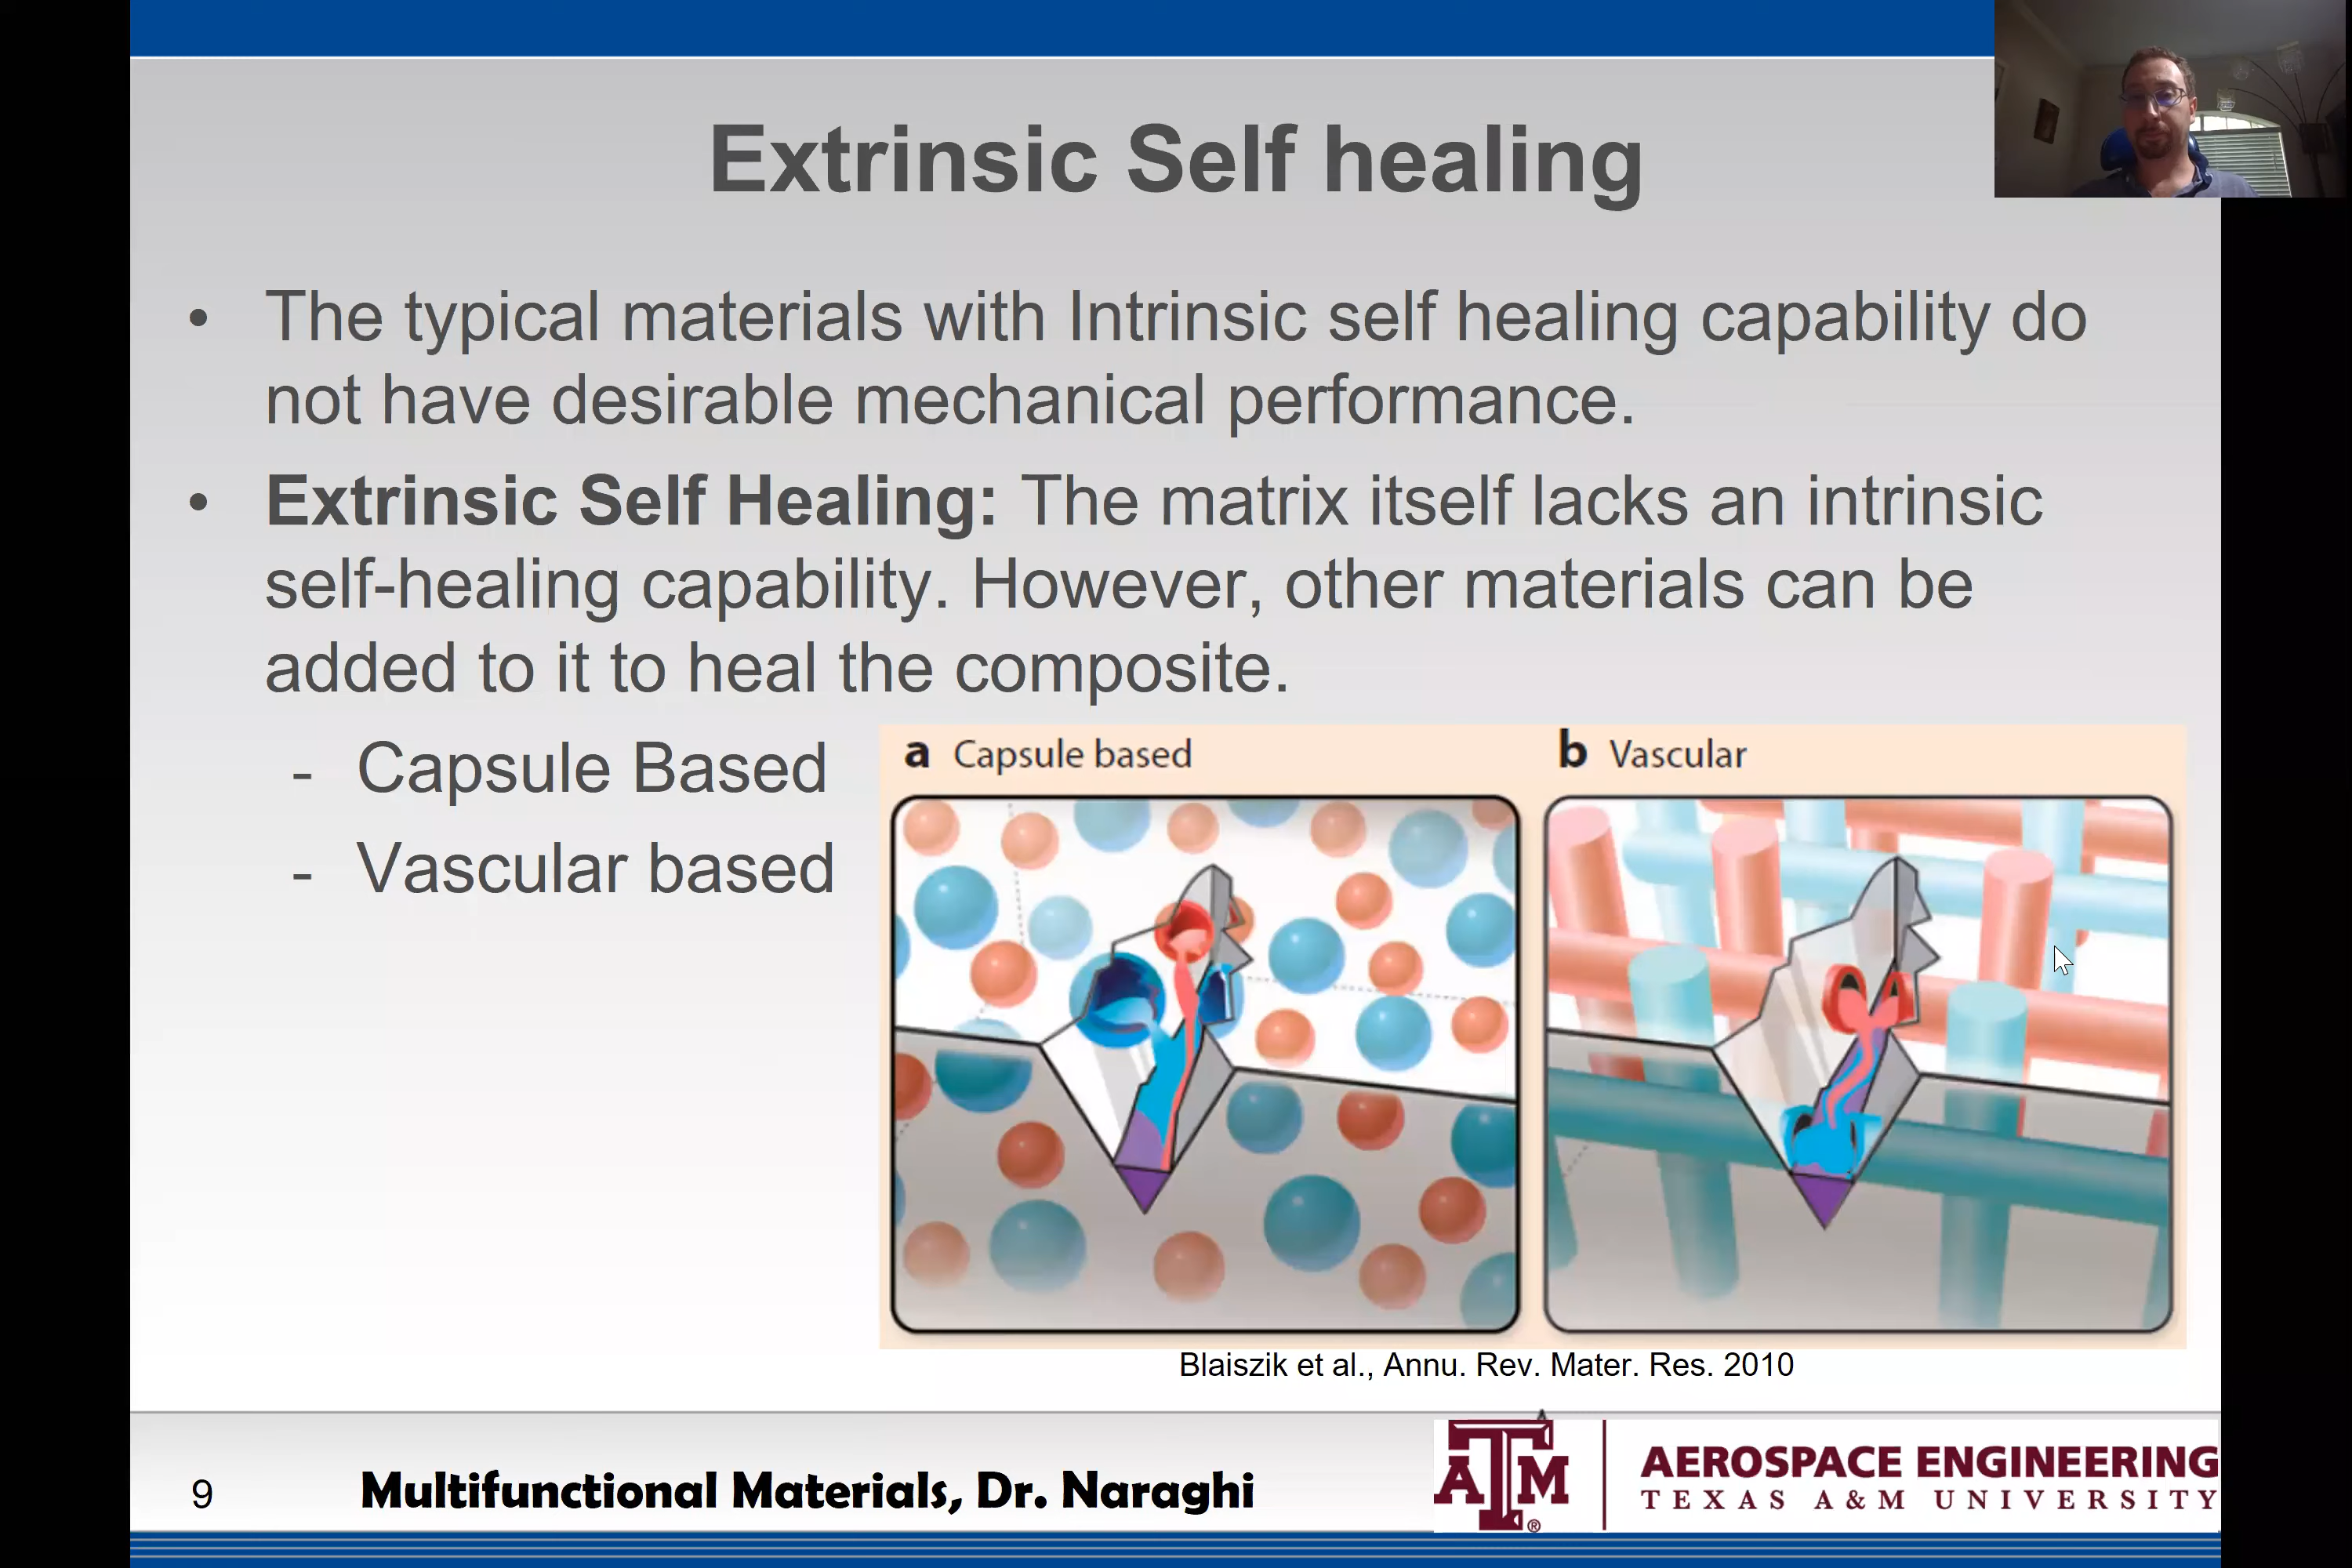 Extrinsic Self healing
• The typical materials with Intrinsic self healing capability do
not have desirable mechanical performance.
• Extrinsic Self Healing: The matrix itself lacks an intrinsic
self-healing capability. However, other materials can be
added to it to heal the composite.
- Capsule Based
- Vascular based
a Capsule based
b Vascular
Blaiszik et al., Annu. Rev. Mater. Res. 2010
9
Multifunctional Materials, Dr. Naraghi
ATM ®
AEROSPACE ENGINEERING
TEXAS A&M UNIVERSITY